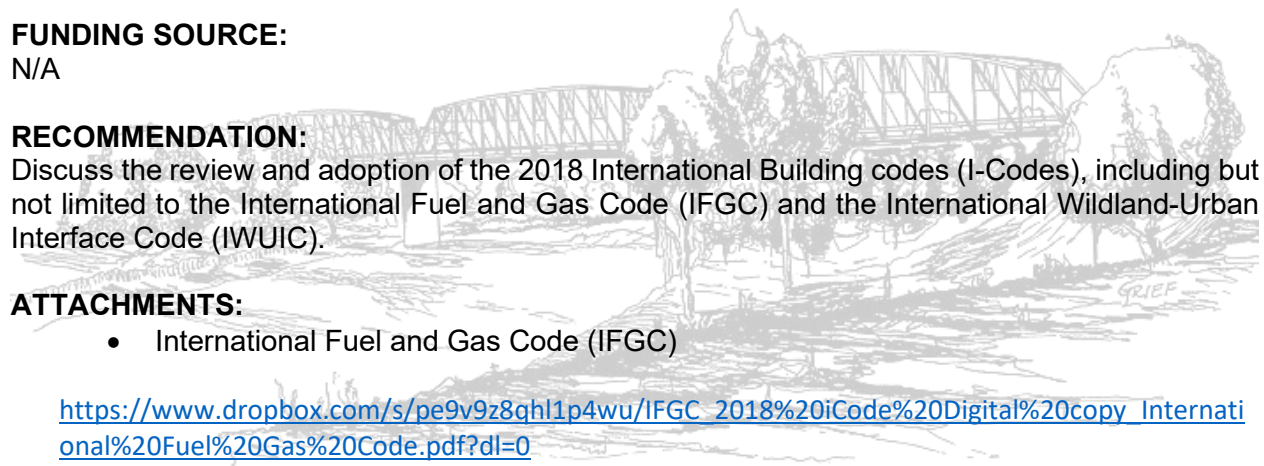 FUNDING SOURCE:
N/A
RECOMMENDATION:
Discuss the review and adoption of the 2018 International Building codes (I-Codes), including but
not limited to the International Fuel and Gas Code (IFGC) and the International Wildland-Urban
Interface Code (IWUIC).
ATTACHMENTS:
• International Fuel and Gas Code (IFGC)
https://www.dropbox.com/s/pe9v9z8qhl1p4wu/IFGC_2018%20iCode%20Digital%20copy_Internati
onal%20Fuel%20Gas%20Code.pdf?dl=0
GRIEF